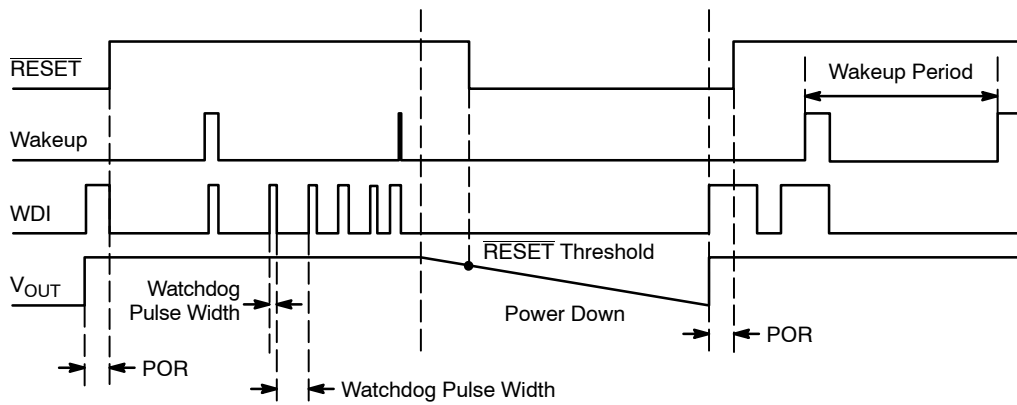 RESET
Wakeup Period
Wakeup
WDI
RESET Threshold
VOUT
Watchdog
Pulse Width
Power Down
POR
POR
Watchdog Pulse Width